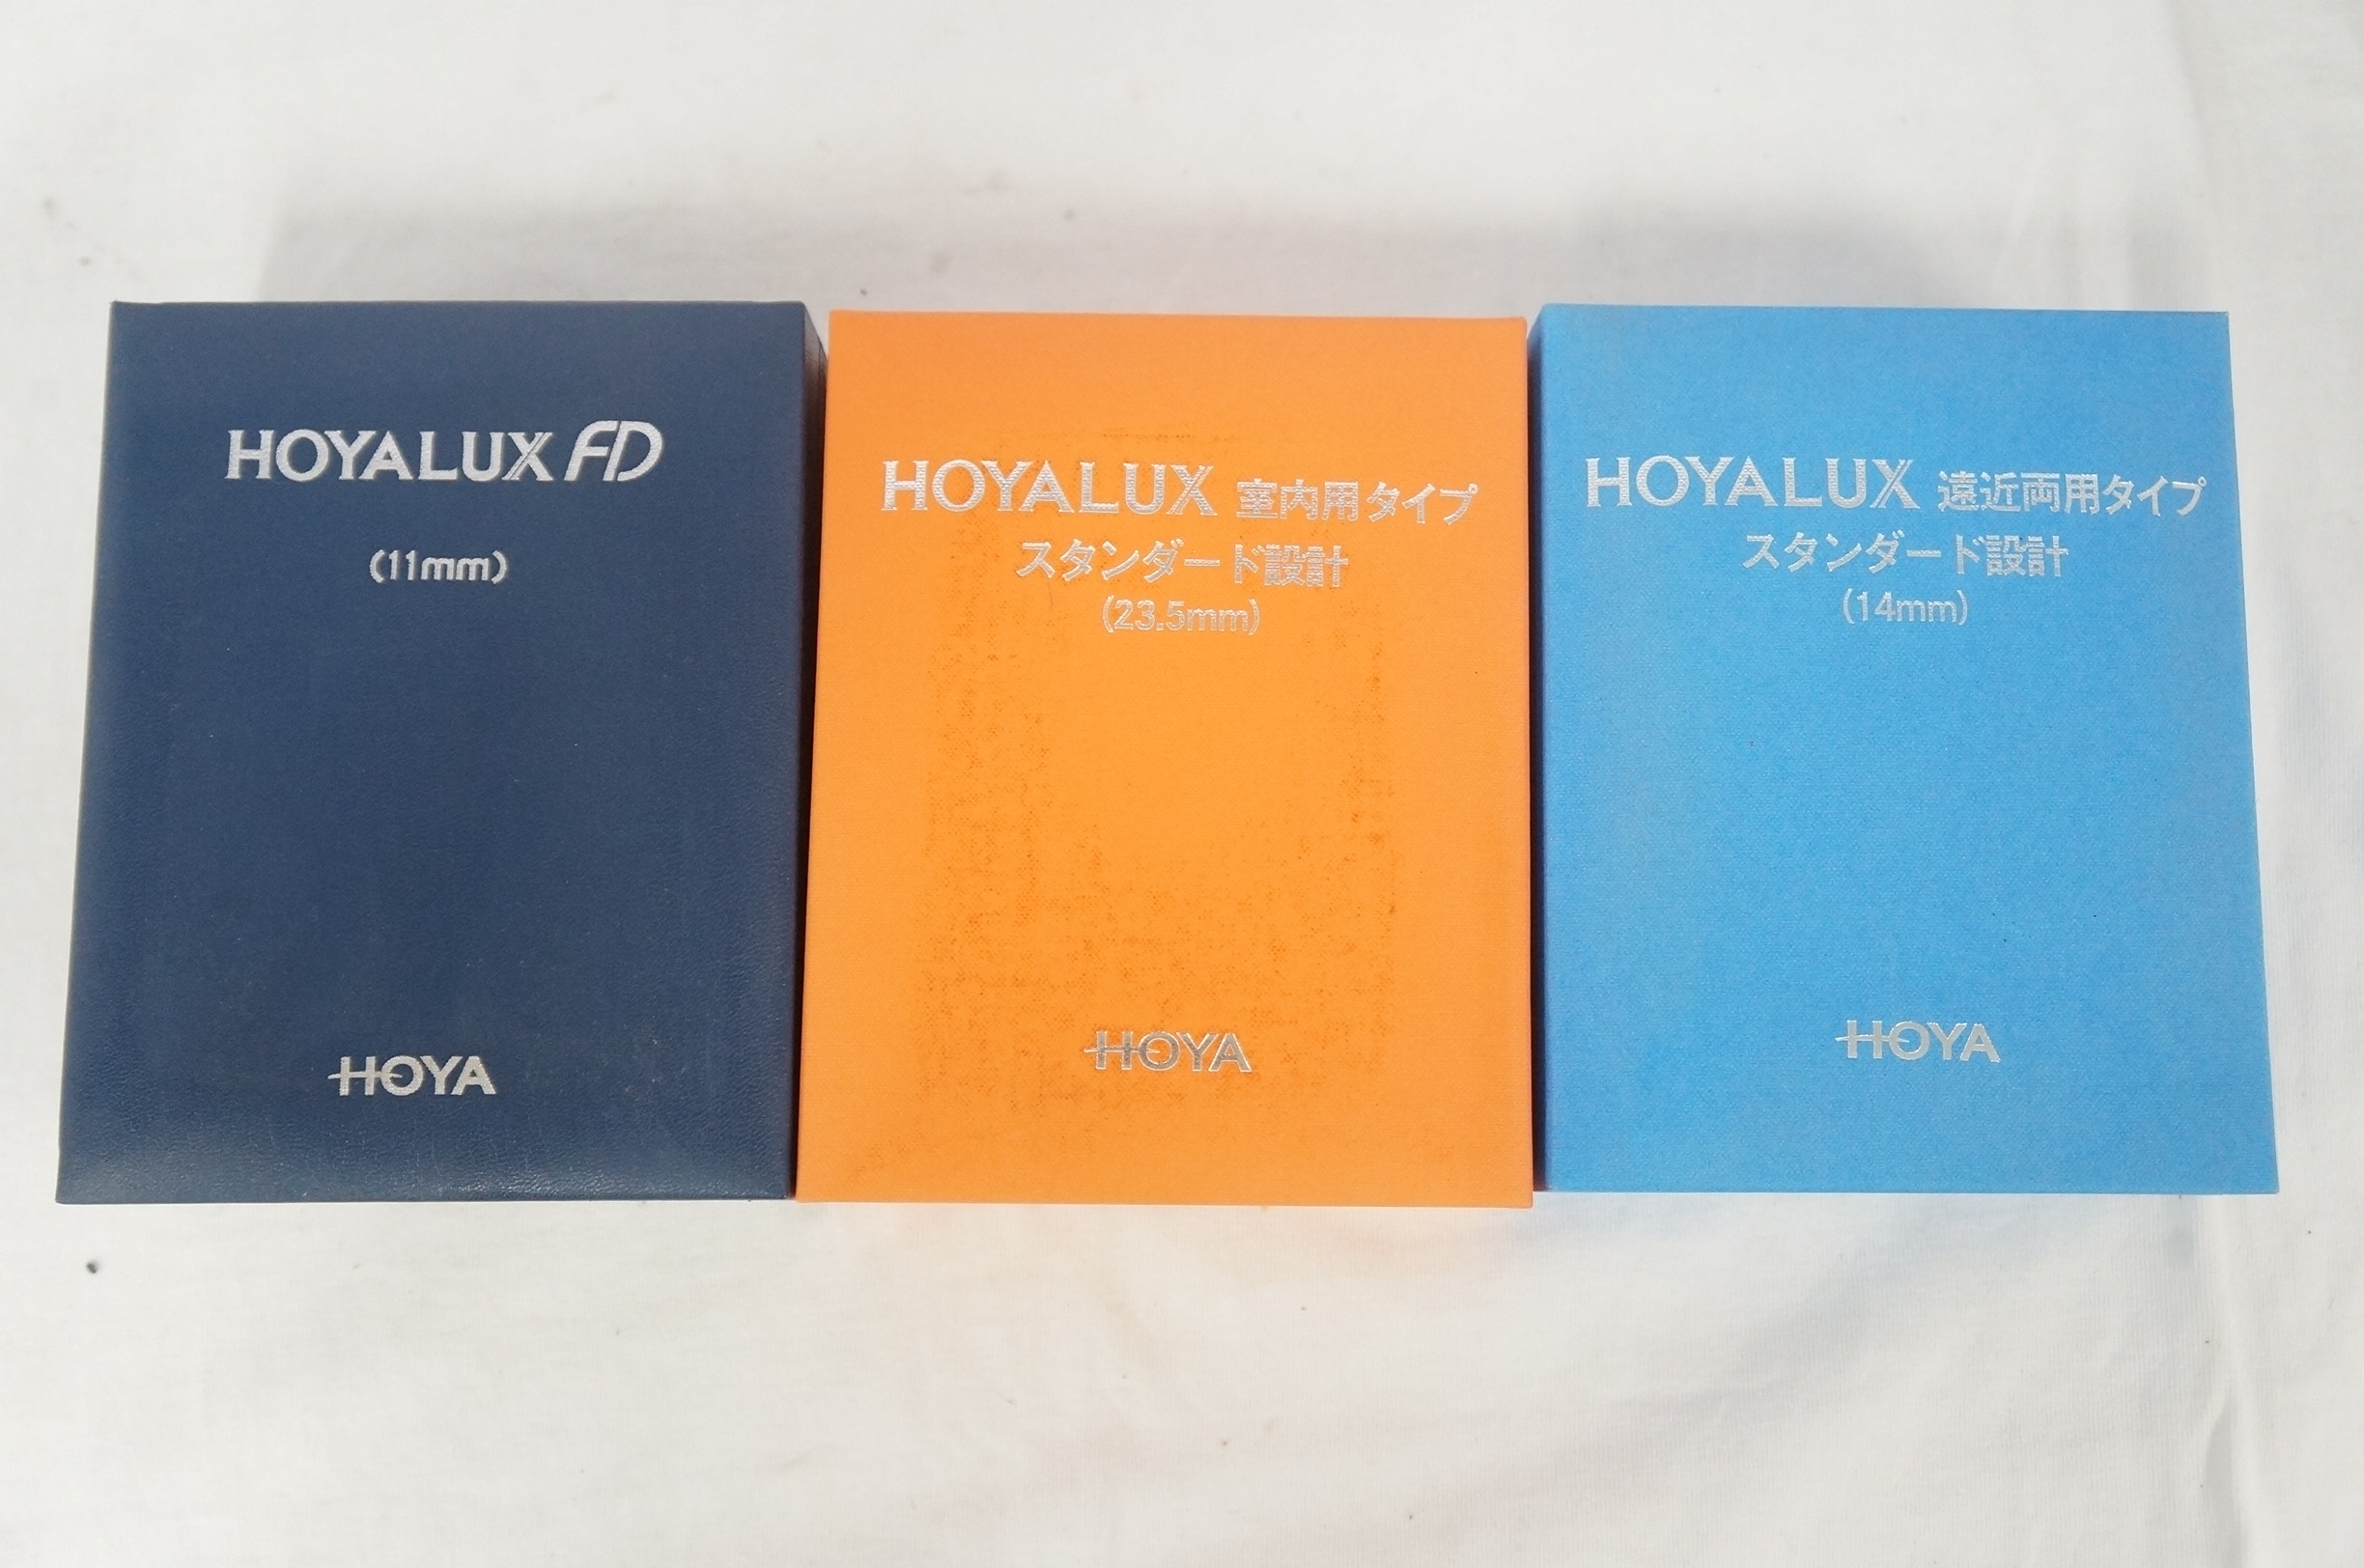 HOYALUX FD
(11mm)
HOYA
HOYALUX 室内用タイプ
スタンダード設計
(23.5mm)
HOYA
HOYALUX 遠近両用タイプ
スタンダード設計
(14mm)
HOYA